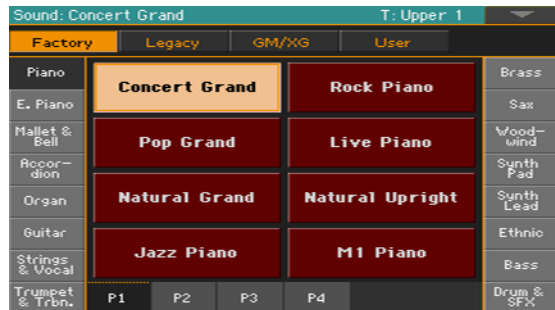 Sound: Concert Grand T: Upper 1
Factory Legacy GM/XG User
Piano
E. Piano
Mallet &
Bell
Accor-
dion
Organ
Guitar
Strings
& Vocal
Trumpet
& Trbn.
Concert Grand Rock Piano
Pop Grand Live Piano
Natural Grand Natural Upright
Jazz Piano M1 Piano
P1 P2 P3 P4
Brass
Sax
Wood-
wind
Synth
Pad
Synth
Lead
Ethnic
Bass
Drum &
SFX